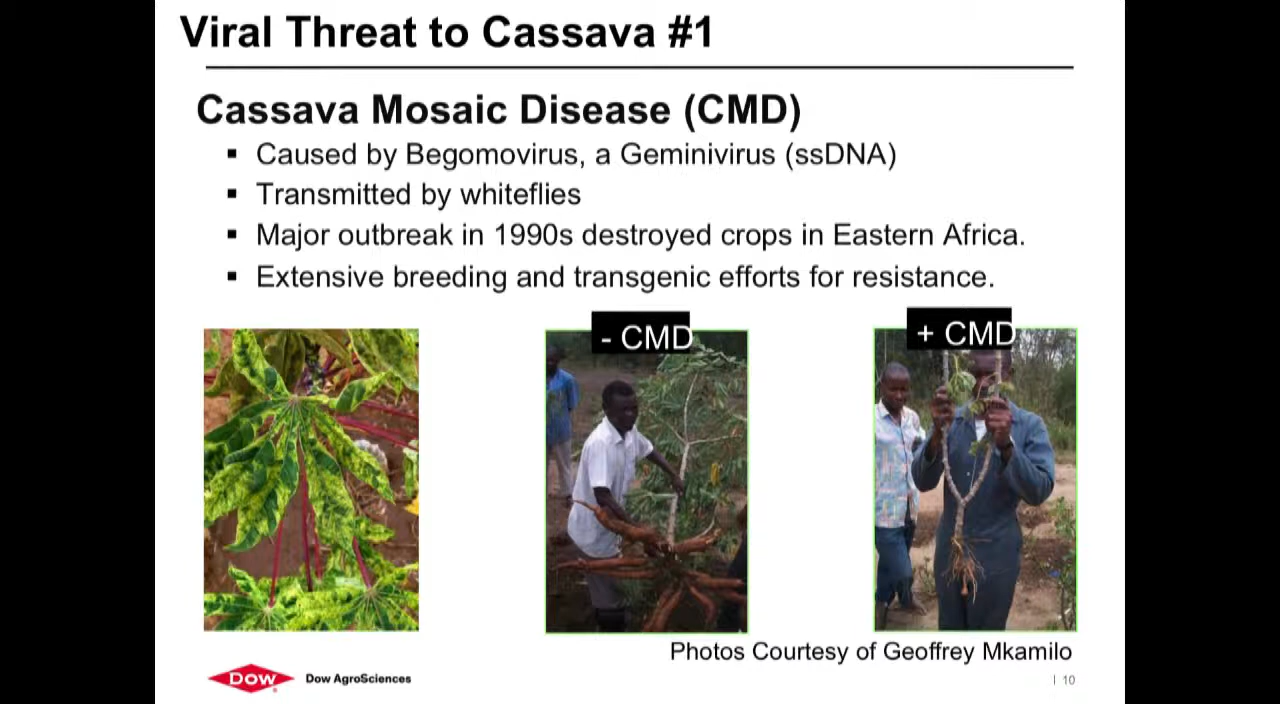 Viral Threat to Cassava #1
Cassava Mosaic Disease (CMD)
▪ Caused by Begomovirus, a Geminivirus (ssDNA)
▪ Transmitted by whiteflies
▪ Major outbreak in 1990s destroyed crops in Eastern Africa.
▪ Extensive breeding and transgenic efforts for resistance.
- CMD
+ CMD
Photos Courtesy of Geoffrey Mkamilo
DOW Dow AgroSciences
| 10